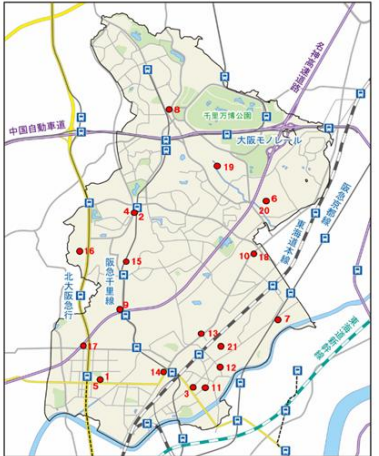 名神高速道路
8
千里万博公園
中国自動車道
大阪モノレール
19
6
20
4
2
阪急京都線
東海道本線
16
15
阪急千里線
10
18
北大阪急行
9
7
13
東海道新幹線
17
21
14
12
1
5
3
11